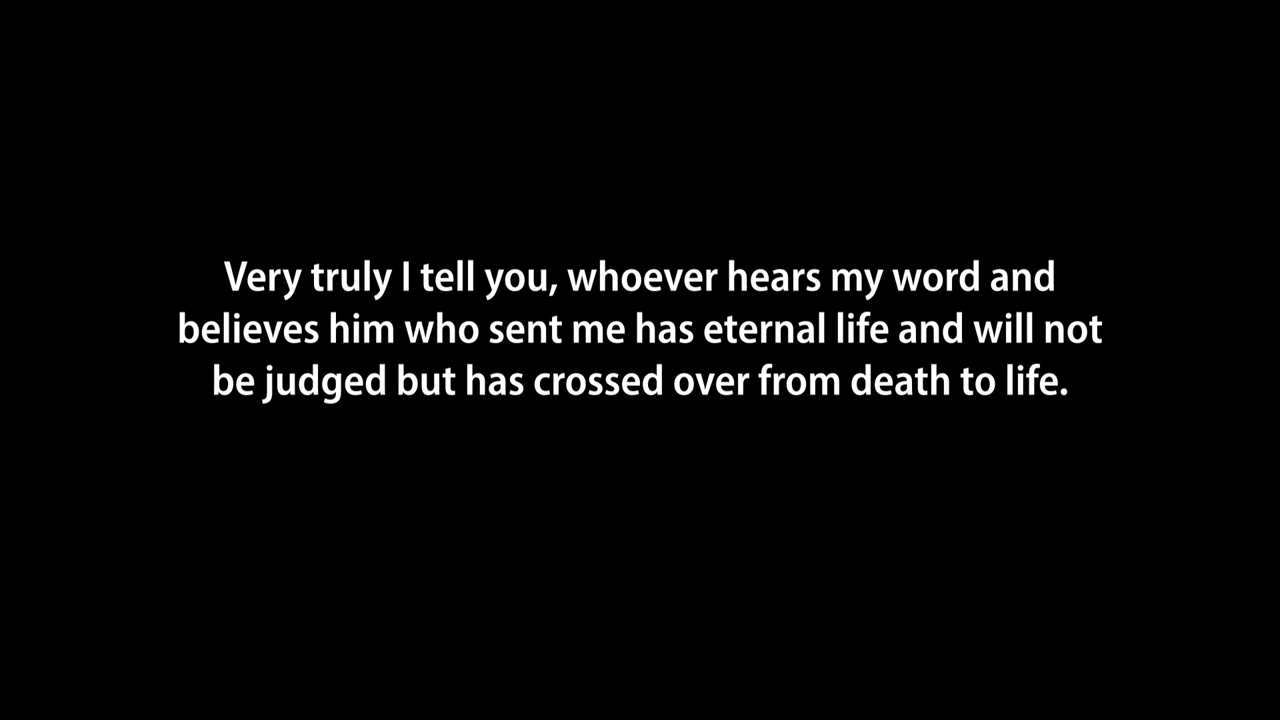 Very truly I tell you, whoever hears my word and
believes him who sent me has eternal life and will not
be judged but has crossed over from death to life.